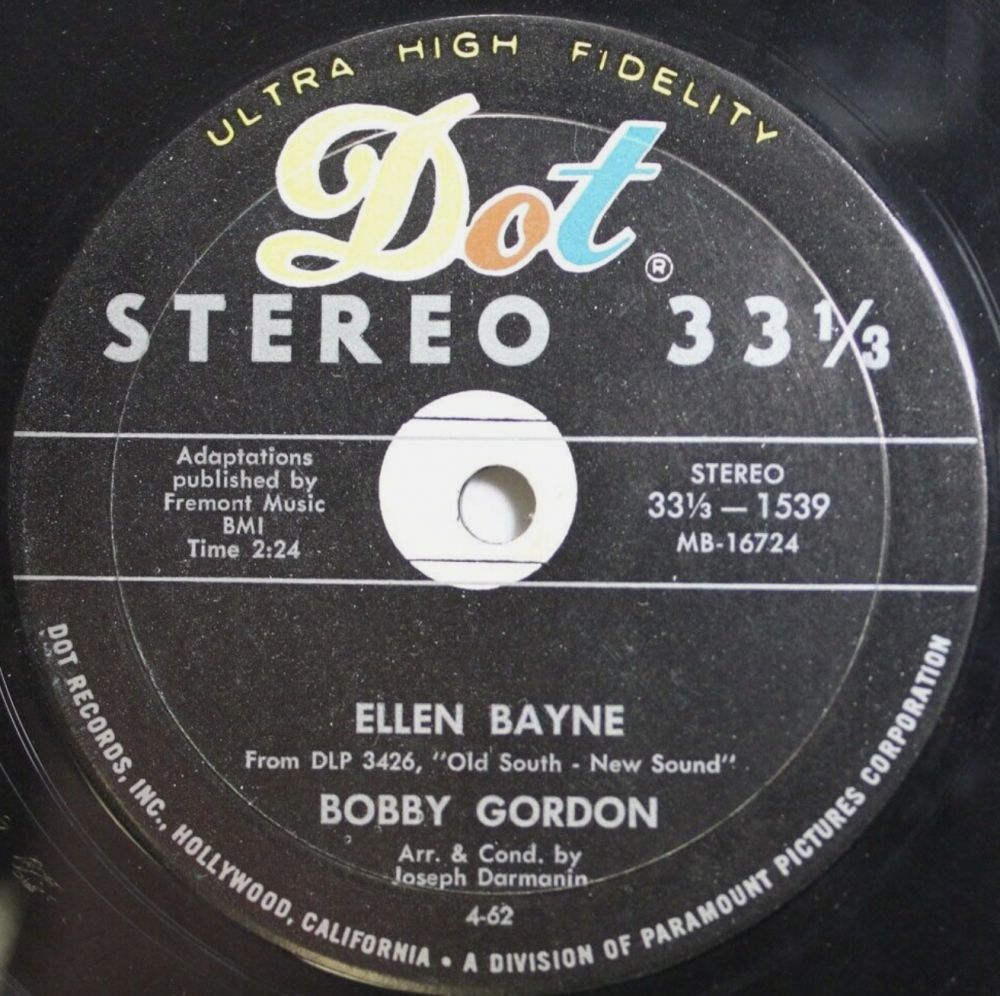 ULTRA HIGH FIDELITY
Dot ®
STEREO 33 1/3
Adaptations
published by
Fremont Music
BMI
Time 2:24
STEREO
33⅓ — 1539
MB-16724
ELLEN BAYNE
From DLP 3426, "Old South - New Sound"
BOBBY GORDON
Arr. & Cond. by
Joseph Darmanin
4-62
DOT RECORDS, INC., HOLLYWOOD, CALIFORNIA • A DIVISION OF PARAMOUNT PICTURES CORPORATION